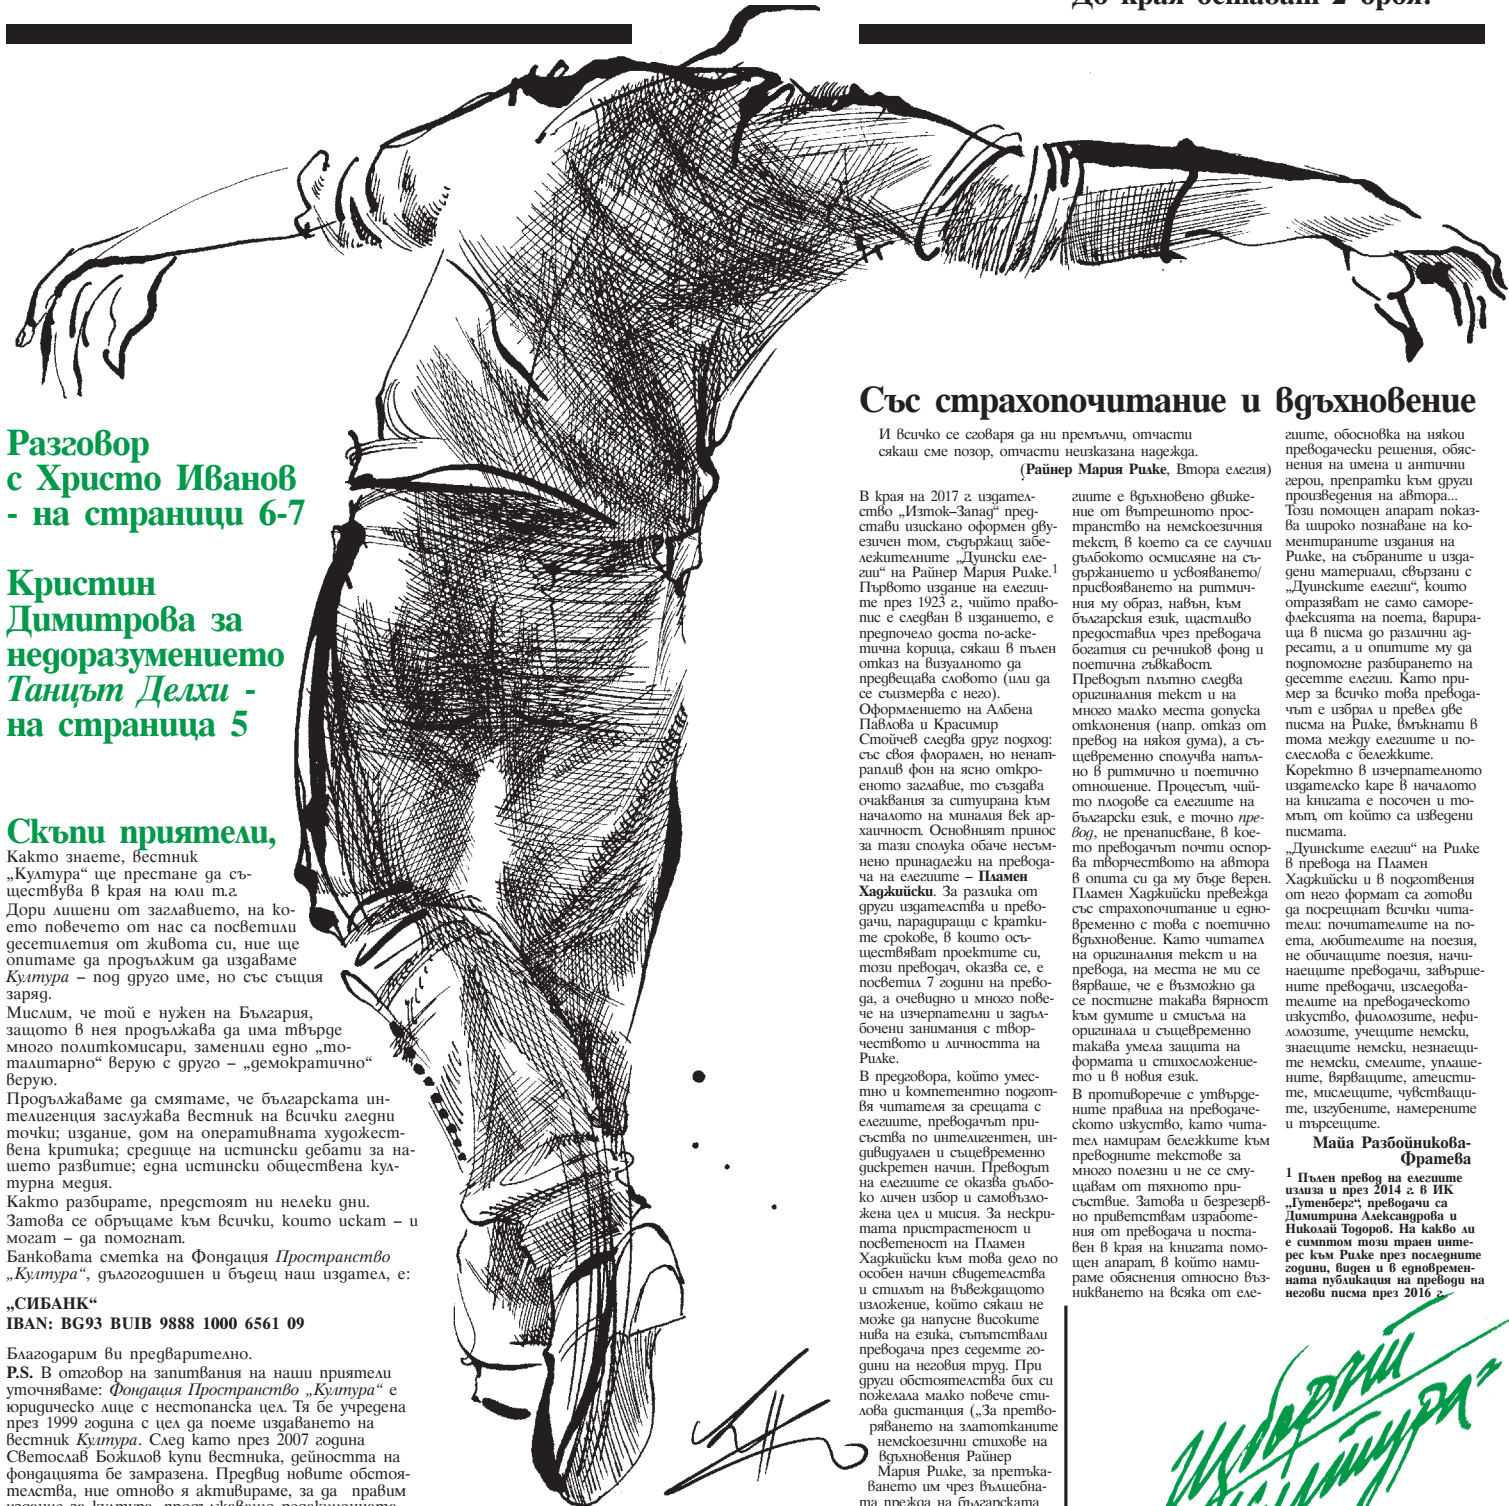 До края остават 2 броя!
Разговор
с Христо Иванов
- на страници 6-7
Кристин
Димитрова за
недоразумението
Танцът Делхи -
на страница 5
Скъпи приятели,
Както знаете, вестник
„Култура“ ще престане да съ-
ществува в края на юли т.г.
Дори лишени от заглавието, на ко-
ето повечето от нас са посветили
десетилетия от живота си, ние ще
опитаме да продължим да издаваме
Култура – под друго име, но със същия
заряд.
Мислим, че той е нужен на България,
защото в нея продължава да има твърде
много политкомисари, заменили едно „то-
талитарно“ верую с друго – „демократично“
верую.
Продължаваме да смятаме, че българската ин-
телигенция заслужава вестник на всички гледни
точки; издание, дом на оперативната художест-
вена критика; средище на истински дебати за на-
шето развитие; една истински обществена кул-
турна медия.
Както разбирате, предстоят ни нелеки дни.
Затова се обръщаме към всички, които искат – и
могат – да помогнат.
Банковата сметка на Фондация Пространство
„Култура“, дългогодишен и бъдещ наш издател, е:
„СИБАНК“
IBAN: BG93 BUIB 9888 1000 6561 09
Благодарим ви предварително.
P.S. В отговор на запитвания на наши приятели
уточняваме: Фондация Пространство „Култура“ е
юридическо лице с нестопанска цел. Тя бе учредена
през 1999 година с цел да поеме издаването на
вестник Култура. След като през 2007 година
Светослав Божилов купи вестника, дейността на
фондацията бе замразена. Предвид новите обстоя-
телства, ние отново я активираме, за да правим
издание за култура, продължаващо редакционната
Със страхопочитание и вдъхновение
И всичко се сговаря да ни премълчи, отчасти
сякаш сме позор, отчасти неизказана надежда.
(Райнер Мария Рилке, Втора елегия)
В края на 2017 г. издател-
ство „Изток–Запад“ пред-
стави изискано оформен дву-
езичен том, съдържащ забе-
лежителните „Дуински еле-
гии“ на Райнер Мария Рилке.1
Първото издание на елегии-
те през 1923 г., чийто право-
пис е следван в изданието, е
предпочело доста по-аске-
тична корица, сякаш в пълен
отказ на визуалното да
предвещава словото (или да
се съизмерва с него).
Оформлението на Албена
Павлова и Красимир
Стойчев следва друг подход:
със своя флорален, но ненат-
раплив фон на ясно откро-
еното заглавие, то създава
очаквания за ситуирана към
началото на миналия век ар-
хаичност. Основният принос
за тази сполука обаче несъм-
нено принадлежи на превода-
ча на елегиите – Пламен
Хаджийски. За разлика от
други издателства и прево-
дачи, парадиращи с кратки-
те срокове, в които осъ-
ществяват проектите си,
този преводач, оказва се, е
посветил 7 години на прево-
да, а очевидно и много пове-
че на изчерпателни и задъл-
бочени занимания с твор-
чеството и личността на
Рилке.
В предговора, който умес-
тно и компетентно подгот-
вя читателя за срещата с
елегиите, преводачът при-
съства по интелигентен, ин-
дивидуален и същевременно
дискретен начин. Преводът
на елегиите се оказва дълбо-
ко личен избор и самовъзло-
жена цел и мисия. За нескри-
тата пристрастеност и
посветеност на Пламен
Хаджийски към това дело по
особен начин свидетелства
и стилът на въвеждащото
изложение, който сякаш не
може да напусне високите
нива на езика, съпътствали
преводача през седемте го-
дини на неговия труд. При
други обстоятелства бих си
пожелала малко повече сти-
лова дистанция („За претво-
ряването на златотканите
немскоезични стихове на
вдъхновения Райнер
Мария Рилке, за претъка-
ването им чрез вълшебна-
та прежда на българската
гиите е вдъхновено движе-
ние от вътрешното прос-
транство на немскоезичния
текст, в което са се случили
дълбокото осмисляне на съ-
държанието и усвояването/
присвояването на ритмич-
ния му образ, навън, към
българския език, щастливо
предоставил чрез преводача
богатия си речников фонд и
поетична гъвкавост.
Преводът плътно следва
оригиналния текст и на
много малко места допуска
отклонения (напр. отказ от
превод на някоя дума), а съ-
щевременно сполучва напъл-
но в ритмично и поетично
отношение. Процесът, чий-
то плодове са елегиите на
български език, е точно пре-
вод, не пренаписване, в кое-
то преводачът почти оспор-
ва творчеството на автора
в опита си да му бъде верен.
Пламен Хаджийски превежда
със страхопочитание и едно-
временно с това с поетично
вдъхновение. Като читател
на оригиналния текст и на
превода, на места не ми се
вярваше, че е възможно да
се постигне такава вярност
към думите и смисъла на
оригинала и същевременно
такава умела защита на
формата и стихосложение-
то и в новия език.
В противоречие с утвърде-
ните правила на преводаче-
ското изкуство, като чита-
тел намирам бележките към
преводните текстове за
много полезни и не се сму-
щавам от тяхното при-
съствие. Затова и безрезерв-
но приветствам изработе-
ния от преводача и поста-
вен в края на книгата помо-
щен апарат, в който нами-
раме обяснения относно въз-
никването на всяка от еле-
гиите, обосновка на някои
преводачески решения, обяс-
нения на имена и антични
герои, препратки към други
произведения на автора...
Този помощен апарат показ-
ва широко познаване на ко-
ментираните издания на
Рилке, на събраните и изда-
дени материали, свързани с
„Дуинските елегии“, които
отразяват не само саморе-
флексията на поета, варира-
ща в писма до различни ад-
ресати, а и опитите му да
подпомогне разбирането на
десетте елегии. Като при-
мер за всичко това превода-
чът е избрал и превел две
писма на Рилке, вмъкнати в
тома между елегиите и по-
слеслова с бележките.
Коректно в изчерпателното
издателско каре в началото
на книгата е посочен и то-
мът, от който са изведени
писмата.
„Дуинските елегии“ на Рилке
в превода на Пламен
Хаджийски и в подготвения
от него формат са готови
да посрещнат всички чита-
тели: почитателите на по-
ета, любителите на поезия,
не обичащите поезия, начи-
наещите преводачи, завърше-
ните преводачи, изследова-
телите на преводаческото
изкуство, филолозите, нефи-
лолозите, учещите немски,
знаещите немски, незнаещи-
те немски, смелите, уплаше-
ните, вярващите, атеисти-
те, мислещите, чувстващи-
те, изгубените, намерените
и търсещите.
Майа Разбойникова-
Фратева
1 Пълен превод на елегиите
излиза и през 2014 г. в ИК
„Гутенберг“, преводачи са
Димитрина Александрова и
Николай Тодоров. На какво ли
е симптом този траен инте-
рес към Рилке през последните
години, виден и в едновремен-
ната публикация на преводи на
негови писма през 2016 г.